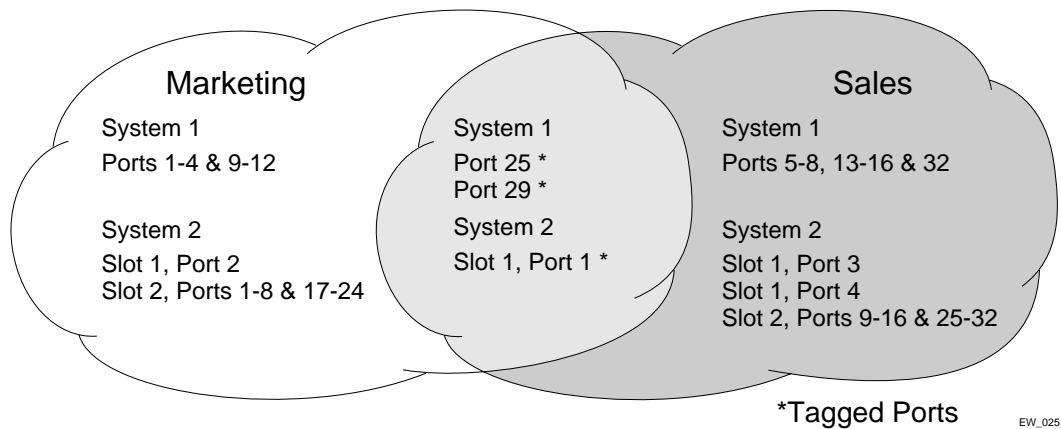 Marketing
System 1
Ports 1-4 & 9-12
System 2
Slot 1, Port 2
Slot 2, Ports 1-8 & 17-24
System 1
Port 25 *
Port 29 *
System 2
Slot 1, Port 1 *
Sales
System 1
Ports 5-8, 13-16 & 32
System 2
Slot 1, Port 3
Slot 1, Port 4
Slot 2, Ports 9-16 & 25-32
*Tagged Ports
EW_025